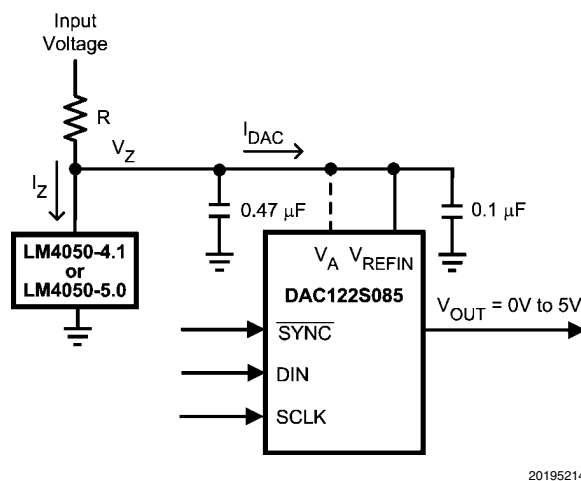 Input
Voltage
R
V_Z
I_DAC
I_Z
0.47 μF
0.1 μF
LM4050-4.1
or
LM4050-5.0
V_A V_REFIN
DAC122S085
V_OUT = 0V to 5V
SYNC
DIN
SCLK
20195214